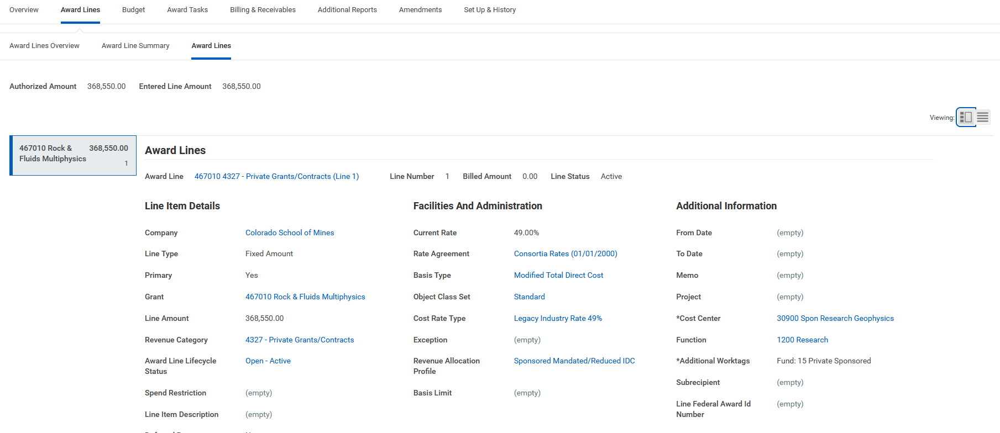 Overview Award Lines Budget Award Tasks Billing & Receivables Additional Reports Amendments Set Up & History
Award Lines Overview Award Line Summary Award Lines
Authorized Amount 368,550.00 Entered Line Amount 368,550.00
Viewing:
467010 Rock & 368,550.00
Fluids Multiphysics
1
Award Lines
Award Line 467010 4327 - Private Grants/Contracts (Line 1) Line Number 1 Billed Amount 0.00 Line Status Active
Line Item Details
Company Colorado School of Mines
Line Type Fixed Amount
Primary Yes
Grant 467010 Rock & Fluids Multiphysics
Line Amount 368,550.00
Revenue Category 4327 - Private Grants/Contracts
Award Line Lifecycle Open - Active
Status
Spend Restriction (empty)
Line Item Description (empty)
Facilities And Administration
Current Rate 49.00%
Rate Agreement Consortia Rates (01/01/2000)
Basis Type Modified Total Direct Cost
Object Class Set Standard
Cost Rate Type Legacy Industry Rate 49%
Exception (empty)
Revenue Allocation Sponsored Mandated/Reduced IDC
Profile
Basis Limit (empty)
Additional Information
From Date (empty)
To Date (empty)
Memo (empty)
Project (empty)
*Cost Center 30900 Spon Research Geophysics
Function 1200 Research
*Additional Worktags Fund: 15 Private Sponsored
Subrecipient (empty)
Line Federal Award Id (empty)
Number